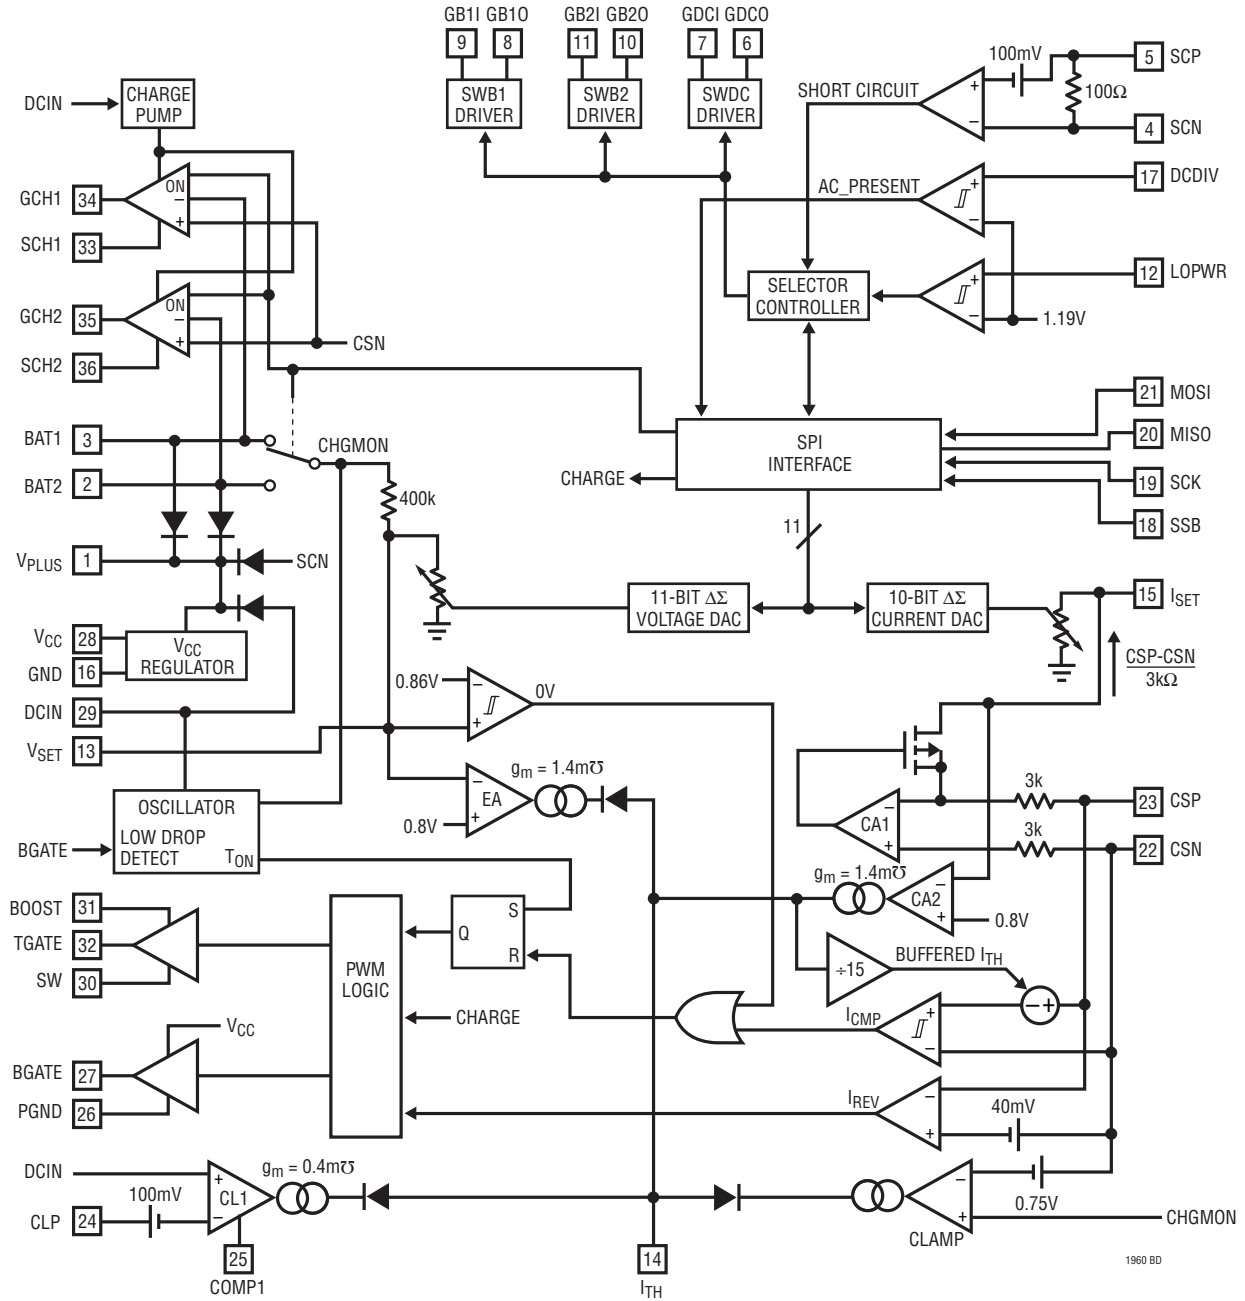 GB1I GB1O
GB2I GB2O
GDCI GDCO
9
8
11
10
7
6
SWB1
DRIVER
SWB2
DRIVER
SWDC
DRIVER
100mV
5
SCP
100Ω
4
SCN
SHORT CIRCUIT
+
−
DCIN
CHARGE
PUMP
17
DCDIV
AC_PRESENT
+
−
GCH1
34
ON
−
+
SCH1
33
12
LOPWR
SELECTOR
CONTROLLER
+
−
1.19V
GCH2
35
ON
−
+
CSN
SCH2
36
21
MOSI
20
MISO
19
SCK
18
SSB
SPI
INTERFACE
CHARGE
BAT1
3
CHGMON
BAT2
2
400k
11
VPLUS
1
SCN
11-BIT ΔΣ
VOLTAGE DAC
10-BIT ΔΣ
CURRENT DAC
15
ISET
VCC
28
VCC
REGULATOR
GND
16
CSP-CSN
3kΩ
DCIN
29
0.86V
−
+
0V
VSET
13
gm = 1.4m℧
−
EA
+
0.8V
OSCILLATOR
LOW DROP
DETECT
TON
BGATE
3k
23
CSP
−
CA1
+
3k
22
CSN
gm = 1.4m℧
−
CA2
+
0.8V
BOOST
31
TGATE
32
SW
30
S
Q
R
PWM
LOGIC
÷15
BUFFERED ITH
−+
CHARGE
ICMP
+
−
VCC
BGATE
27
PGND
26
IREV
−
+
40mV
DCIN
gm = 0.4m℧
+
CL1
−
100mV
CLP
24
−
+
0.75V
CHGMON
CLAMP
25
COMP1
14
ITH
1960 BD